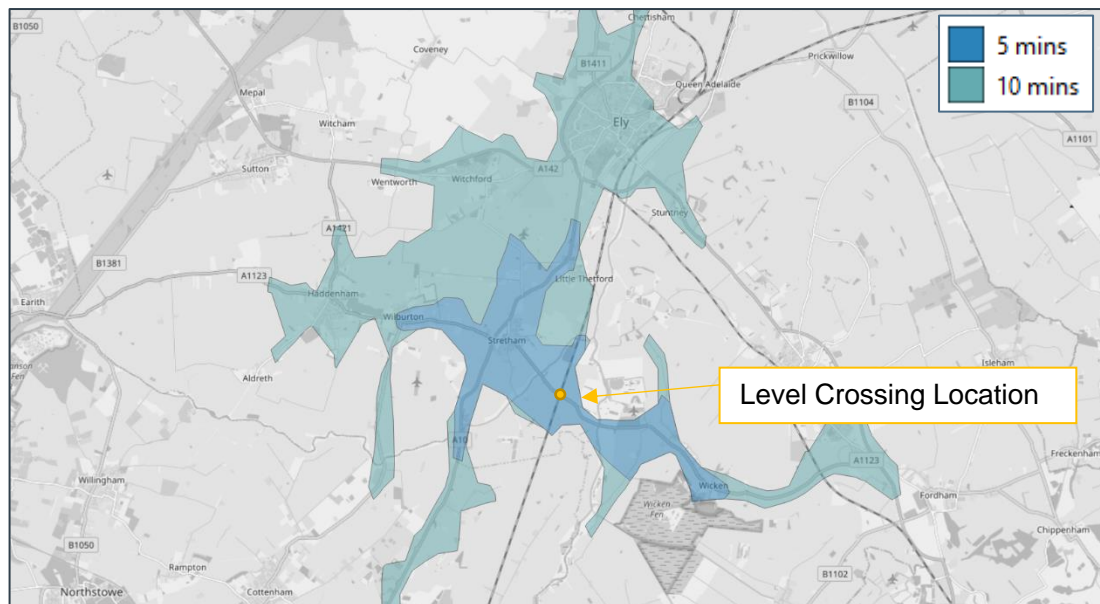 B1050
Chettisham
Coveney
5 mins
10 mins
B1411
Prickwillow
Mepal
Queen Adelaide
B1104
Witcham
Ely
A1101
Sutton
A142
Wentworth
Witchford
Stuntney
A1421
B1381
A1123
Little Thetford
Haddenham
Earith
Wilburton
Stretham
Isleham
Fen
Aldreth
Level Crossing Location
A10
A1123
Freckenham
Willingham
Wicken
Fordham
Wicken
Fen
Chippenham
B1050
Rampton
B1102
Northstowe
Cottenham